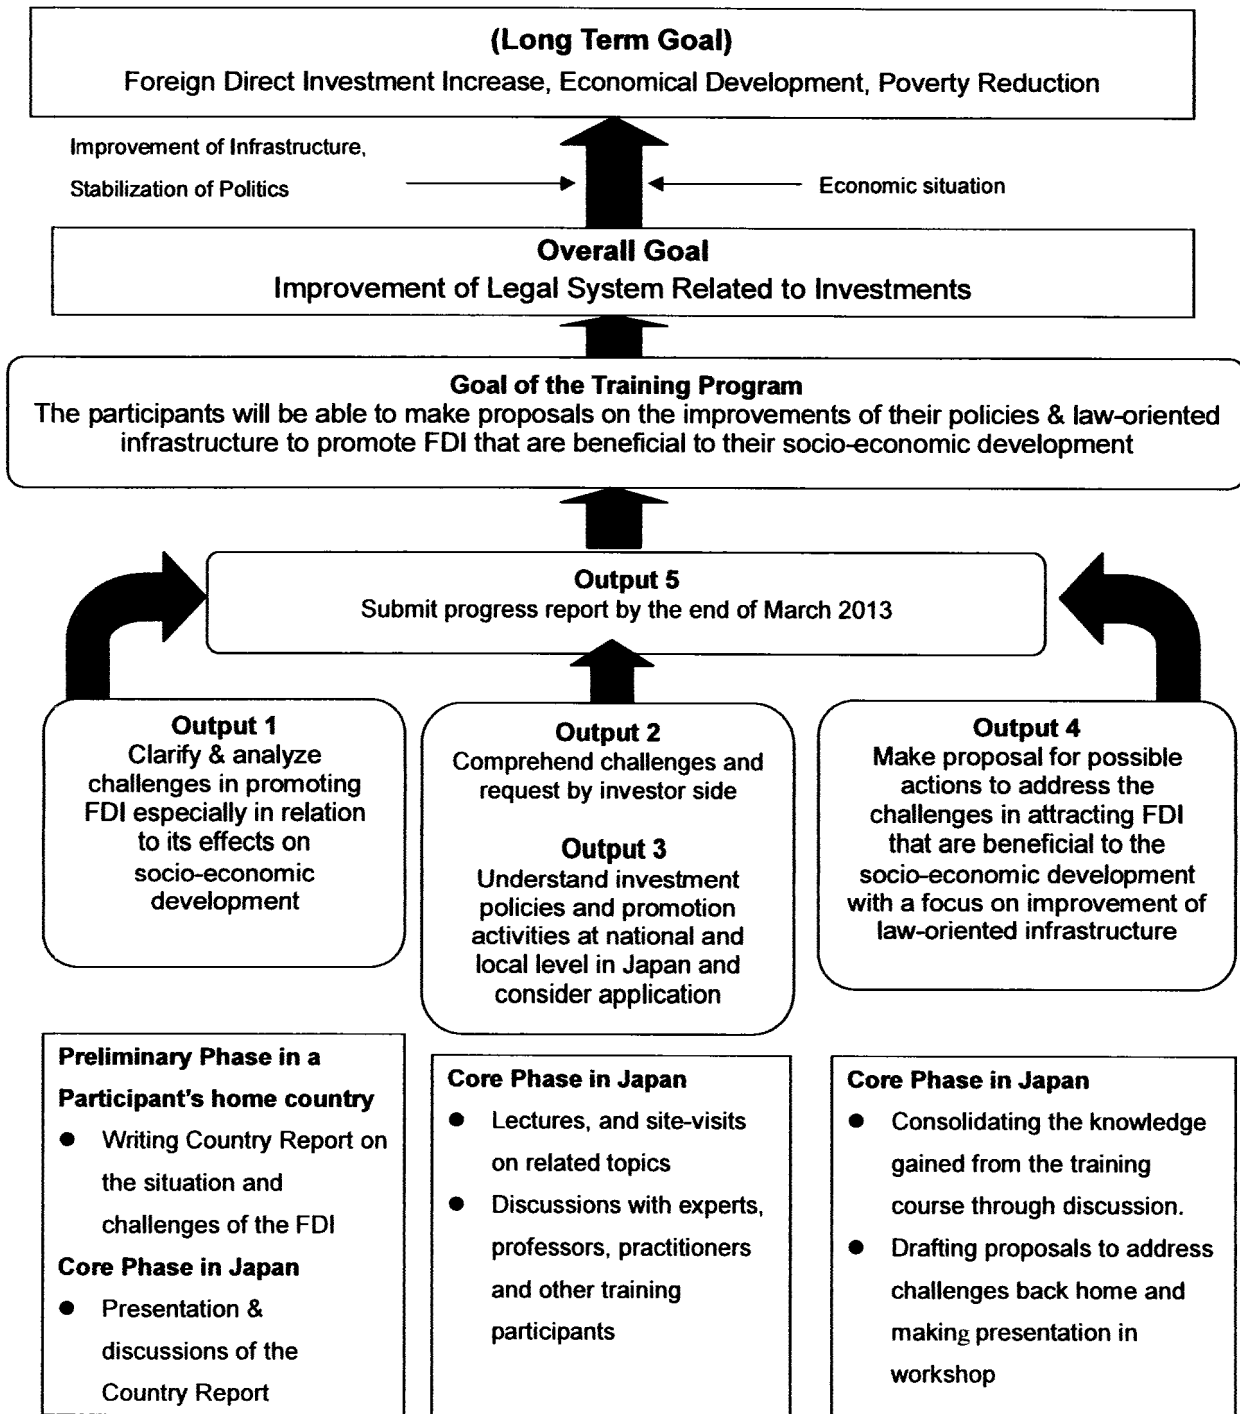 (Long Term Goal)
Foreign Direct Investment Increase, Economical Development, Poverty Reduction
Improvement of Infrastructure,
Stabilization of Politics
Economic situation
Overall Goal
Improvement of Legal System Related to Investments
Goal of the Training Program
The participants will be able to make proposals on the improvements of their policies & law-oriented
infrastructure to promote FDI that are beneficial to their socio-economic development
Output 5
Submit progress report by the end of March 2013
Output 1
Clarify & analyze
challenges in promoting
FDI especially in relation
to its effects on
socio-economic
development
Output 2
Comprehend challenges and
request by investor side
Output 3
Understand investment
policies and promotion
activities at national and
local level in Japan and
consider application
Output 4
Make proposal for possible
actions to address the
challenges in attracting FDI
that are beneficial to the
socio-economic development
with a focus on improvement of
law-oriented infrastructure
Preliminary Phase in a
Participant's home country
● Writing Country Report on
the situation and
challenges of the FDI
Core Phase in Japan
● Presentation &
discussions of the
Country Report
Core Phase in Japan
● Lectures, and site-visits
on related topics
● Discussions with experts,
professors, practitioners
and other training
participants
Core Phase in Japan
● Consolidating the knowledge
gained from the training
course through discussion.
● Drafting proposals to address
challenges back home and
making presentation in
workshop